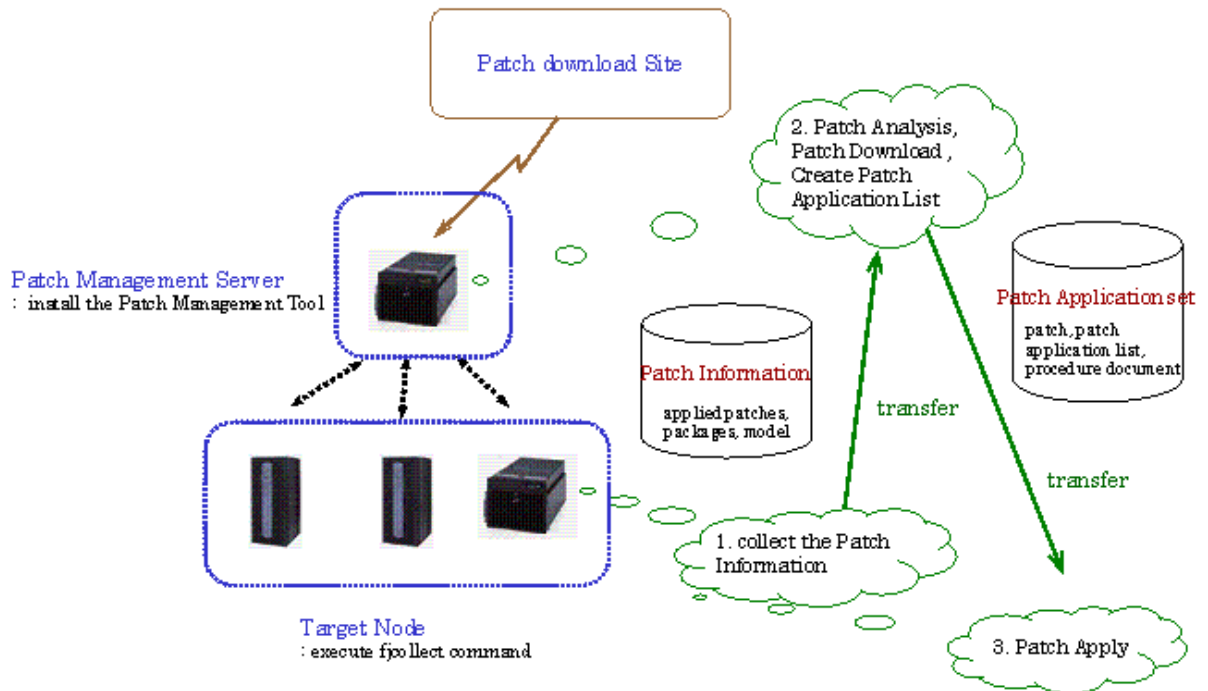 Patch download Site
2. Patch Analysis,
Patch Download ,
Create Patch
Application List
Patch Management Server
: inatall the Patch Management Tool
Patch Application set
patch, patch
application list,
procedure document
Patch Information
applied patches,
packages, model
transfer
transfer
1. collect the Patch
Information
Target Node
: execute fjcollect command
3. Patch Apply